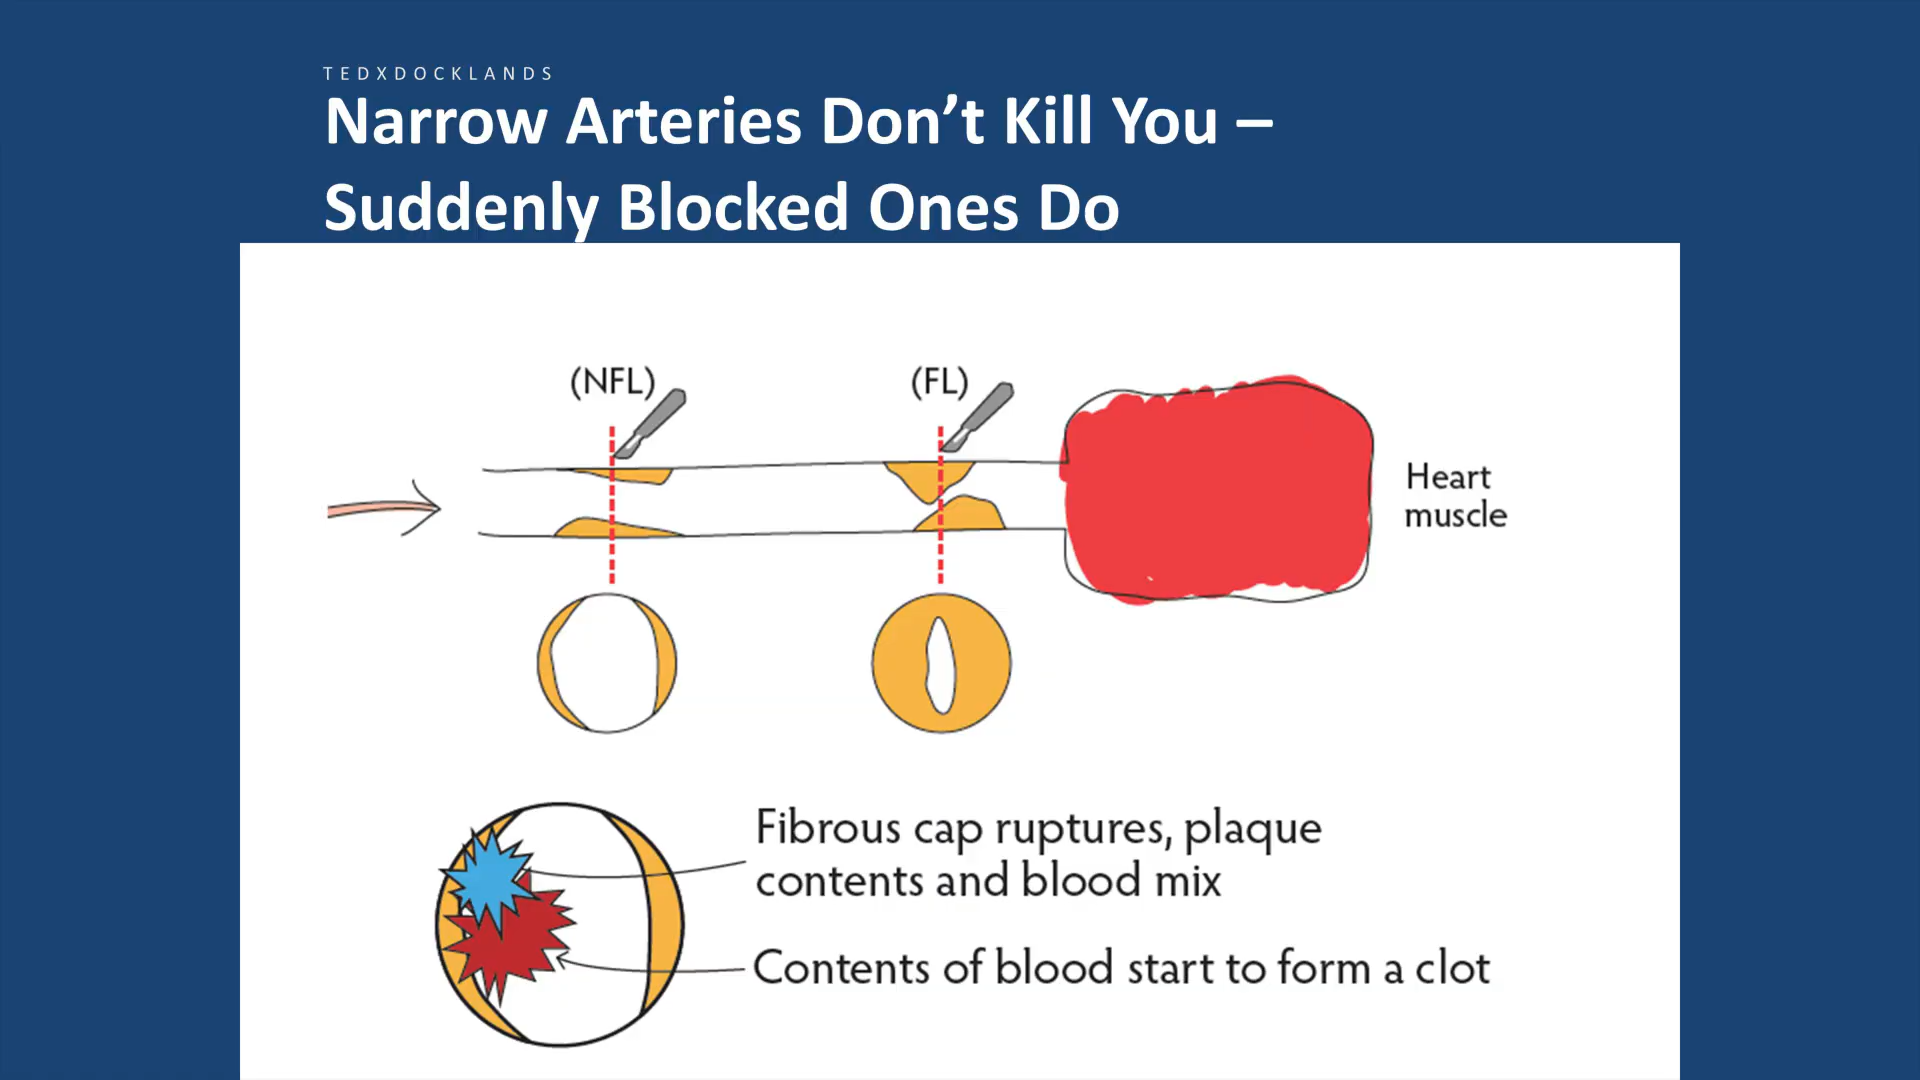 TEDXDOCKLANDS
Narrow Arteries Don’t Kill You –
Suddenly Blocked Ones Do
(NFL)
(FL)
Heart
muscle
Fibrous cap ruptures, plaque
contents and blood mix
Contents of blood start to form a clot